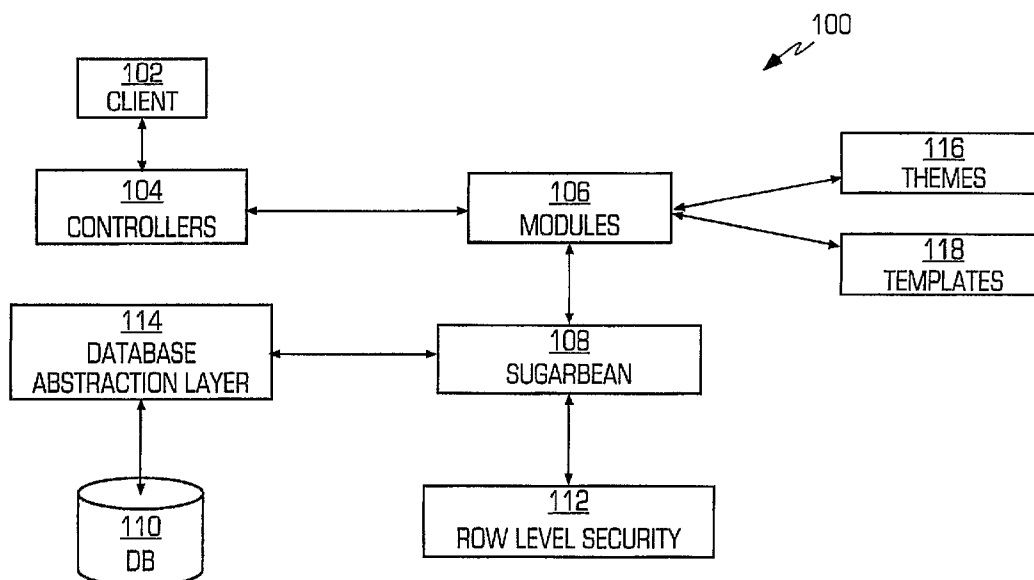 100
102
CLIENT
104
CONTROLLERS
106
MODULES
116
THEMES
118
TEMPLATES
114
DATABASE
ABSTRACTION LAYER
108
SUGARBEAN
110
DB
112
ROW LEVEL SECURITY